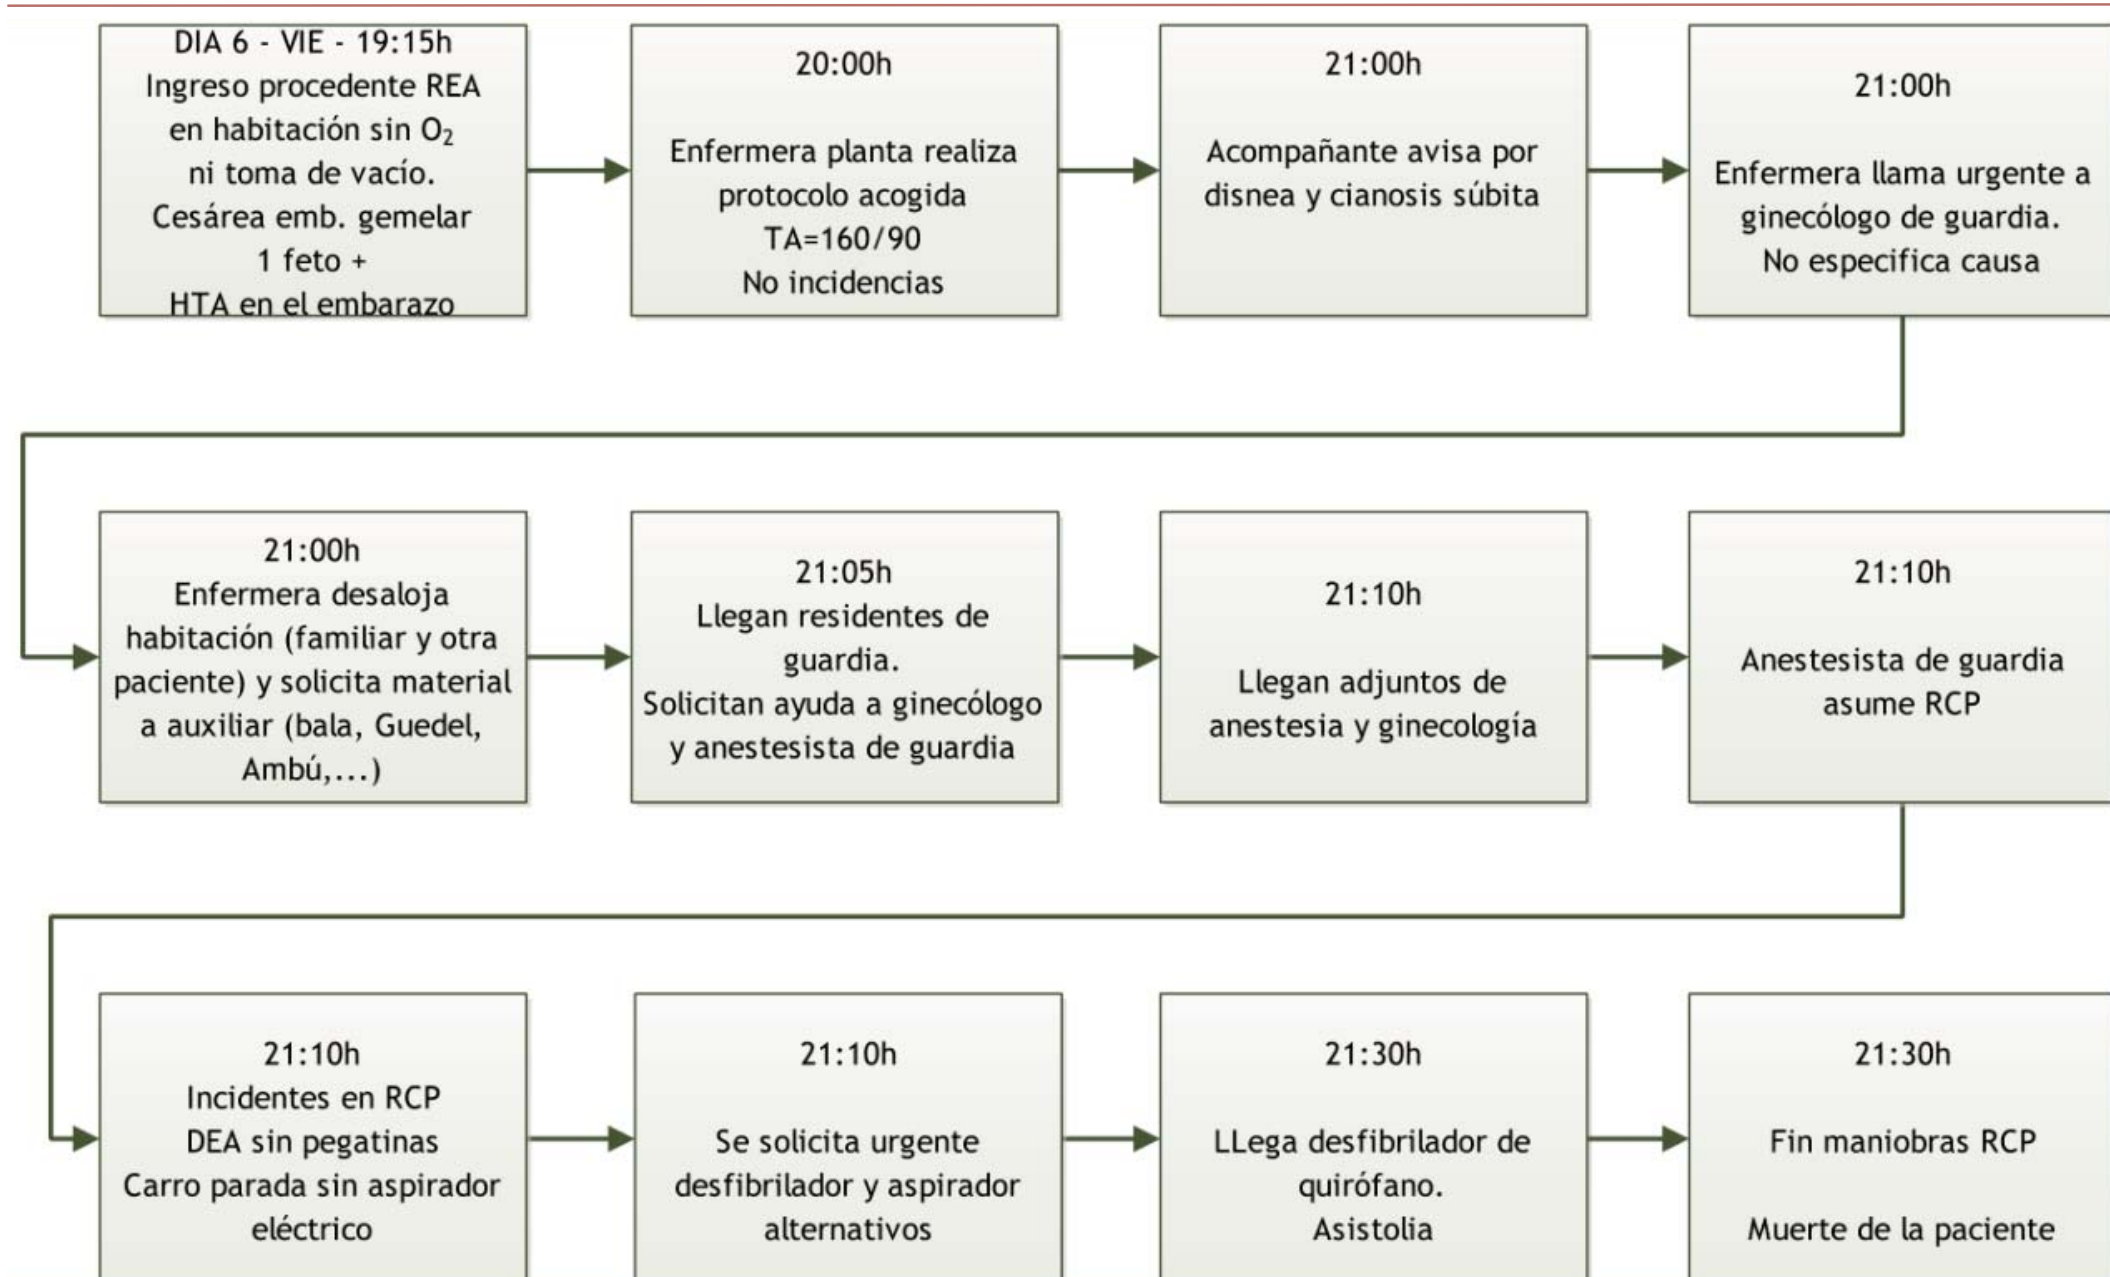 DIA 6 - VIE - 19:15h
Ingreso procedente REA
en habitación sin O₂
ni toma de vacío.
Cesárea emb. gemelar
1 feto +
HTA en el embarazo
20:00h
Enfermera planta realiza
protocolo acogida
TA=160/90
No incidencias
21:00h
Acompañante avisa por
disnea y cianosis súbita
21:00h
Enfermera llama urgente a
ginecólogo de guardia.
No especifica causa
21:00h
Enfermera desaloja
habitación (familiar y otra
paciente) y solicita material
a auxiliar (bala, Guedel,
Ambú,...)
21:05h
Llegan residentes de
guardia.
Solicitan ayuda a ginecólogo
y anestesista de guardia
21:10h
Llegan adjuntos de
anestesia y ginecología
21:10h
Anestesista de guardia
asume RCP
21:10h
Incidentes en RCP
DEA sin pegatinas
Carro parada sin aspirador
eléctrico
21:10h
Se solicita urgente
desfibrilador y aspirador
alternativos
21:30h
LLega desfibrilador de
quirófano.
Asistolia
21:30h
Fin maniobras RCP
Muerte de la paciente